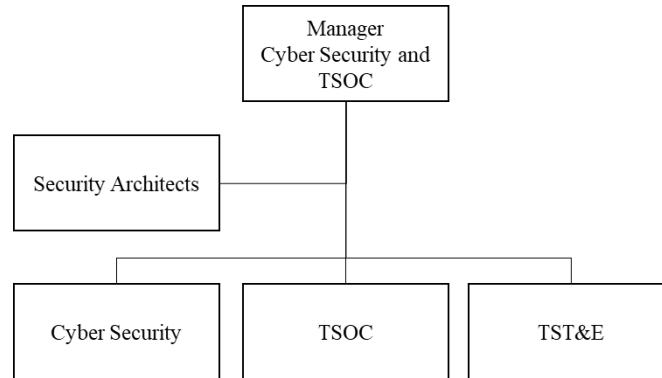 Manager
Cyber Security and
TSOC
Security Architects
Cyber Security
TSOC
TST&E